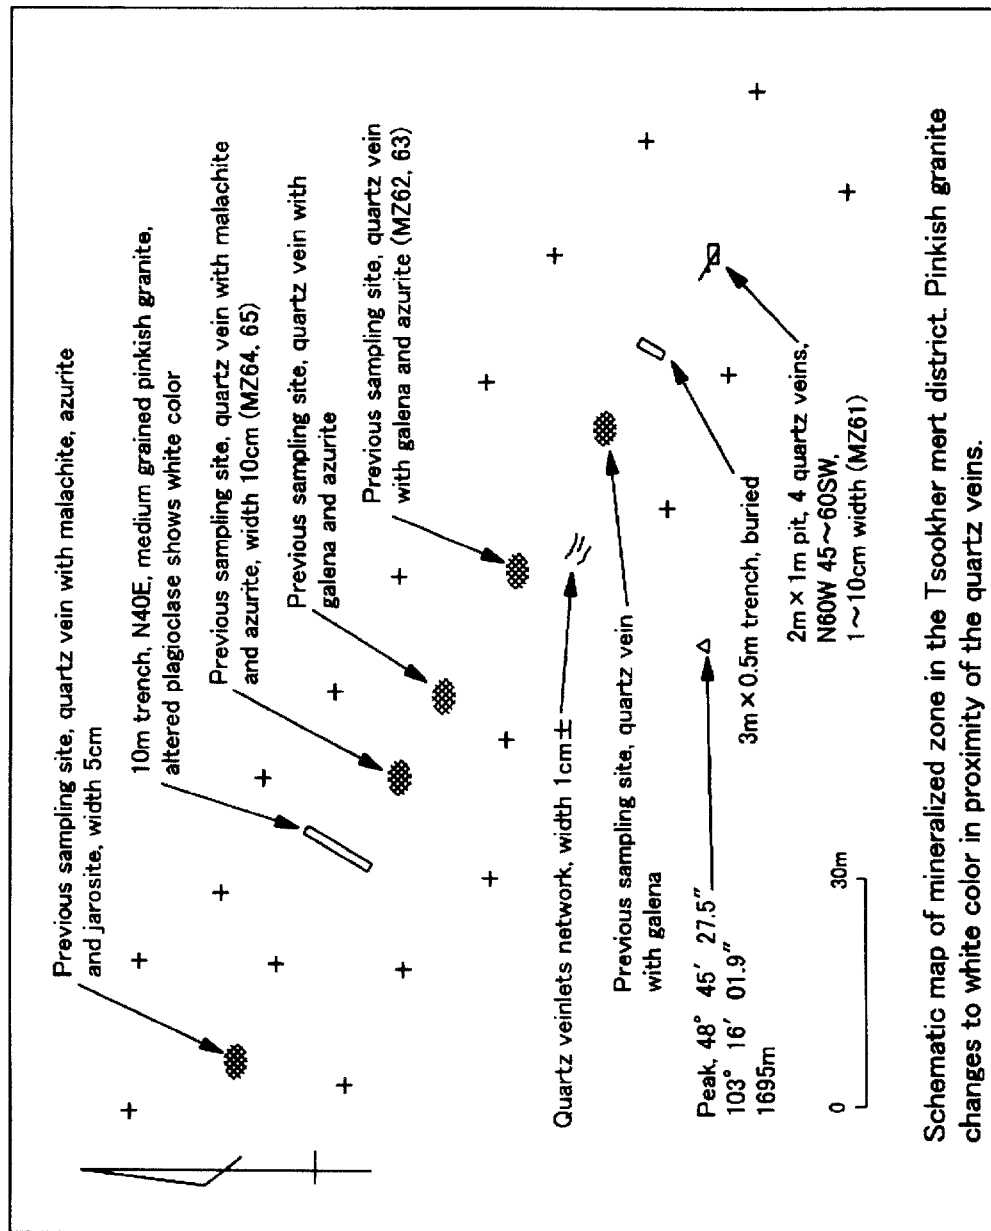 Previous sampling site, quartz vein with malachite, azurite
and jarosite, width 5cm
10m trench, N40E, medium grained pinkish granite,
altered plagioclase shows white color
Previous sampling site, quartz vein with malachite
and azurite, width 10cm (MZ64, 65)
Previous sampling site, quartz vein with
galena and azurite
Previous sampling site, quartz vein
with galena and azurite (MZ62, 63)
Quartz veinlets network, width 1cm±
Previous sampling site, quartz vein
with galena
Peak, 48° 45′ 27.5″
103° 16′ 01.9″
1695m
3m×0.5m trench, buried
2m×1m pit, 4 quartz veins,
N60W 45~60SW,
1~10cm width (MZ61)
0 30m
Schematic map of mineralized zone in the Tsookher mert district. Pinkish granite
changes to white color in proximity of the quartz veins.